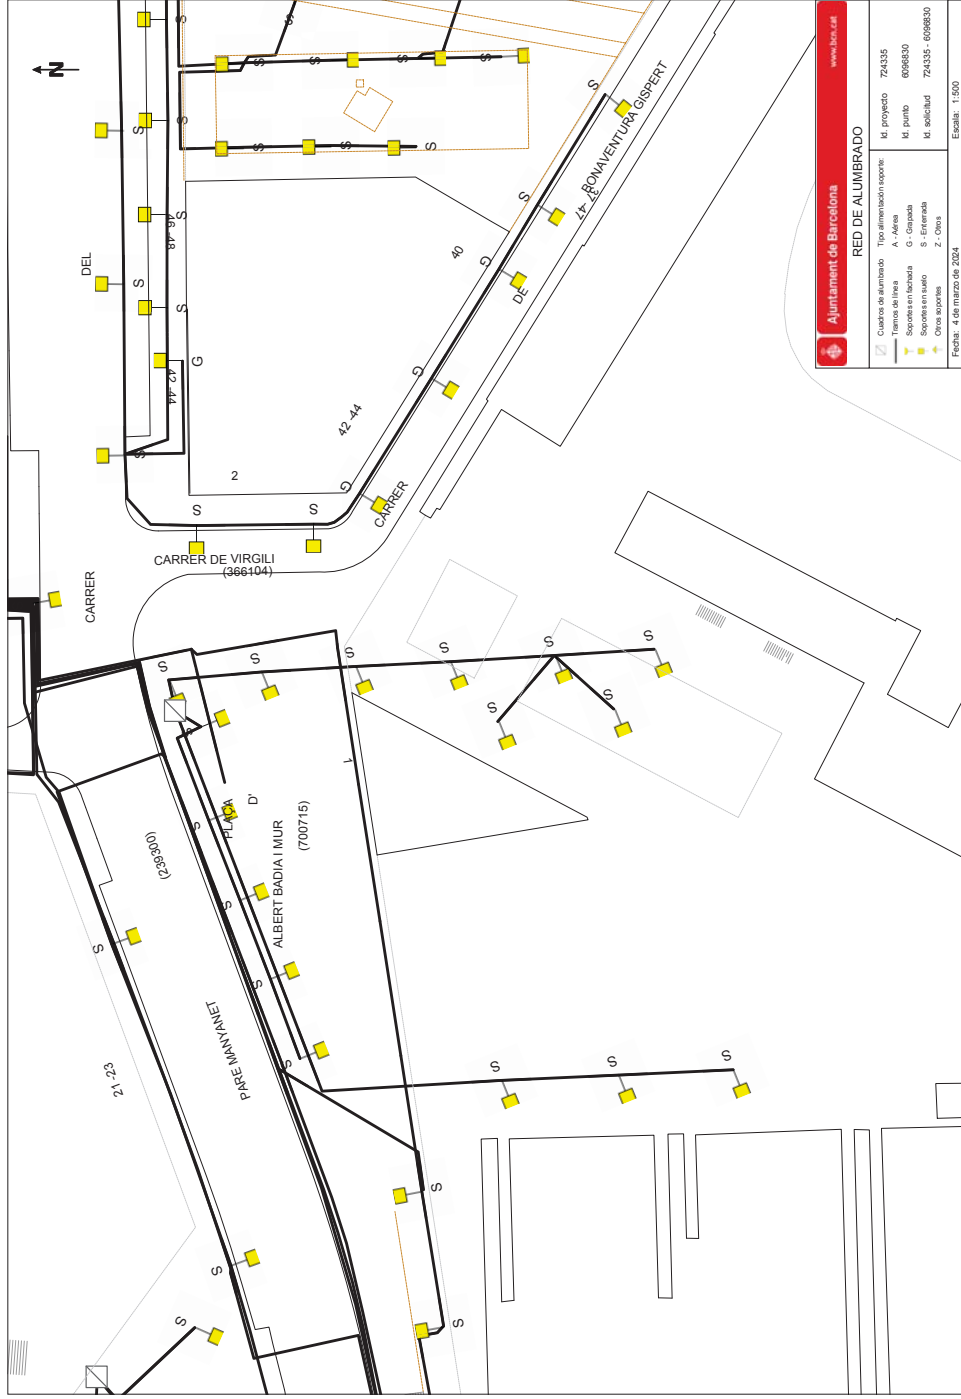 N
DEL
S
S
S
S
S
S
S
S
S
S
S
S
46 -48
S
S
G
42 -44
S
2
40
42 -44
G
G
G
S
S
BONAVENTURA GISPERT
37 -47
DE
CARRER
S
S
CARRER DE VIRGILI
(366104)
CARRER
S
S
S
S
S
S
S
S
S
1
PLAÇA
D'
ALBERT BADIA I MUR
(700715)
S
S
S
S
(239300)
S
PARE MANYANET
21 -23
S
S
S
S
S
S
S
S
Ajuntament de Barcelona
www.bcn.cat
RED DE ALUMBRADO
Cuadros de alumbrado
Tramos de línea
Soportes en fachada
Soportes en suelo
Otros soportes
Tipo alimentación soporte:
A - Aérea
G - Grapada
S - Enterrada
Z - Otros
Id. proyecto 724335
Id. punto 6096830
Id. solicitud 724335 - 6096830
Fecha: 4 de marzo de 2024
Escala: 1:500